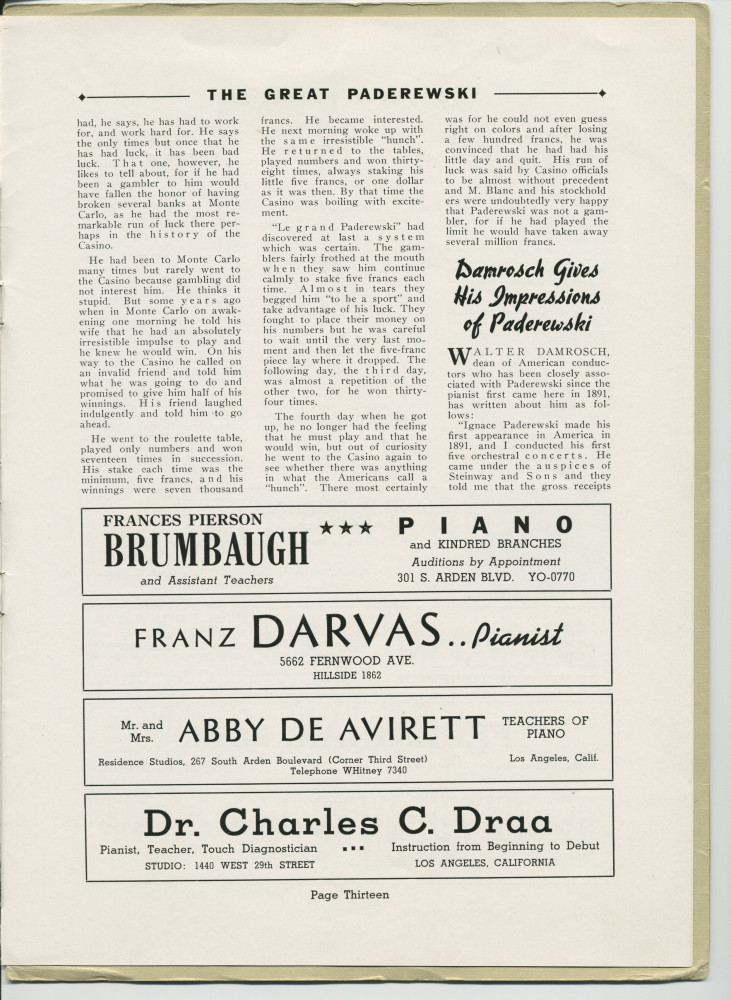 THE GREAT PADEREWSKI
had, he says, he has had to work
for, and work hard for. He says
the only times but once that he
has had luck, it has been bad
luck. That one, however, he
likes to tell about, for if he had
been a gambler to him would
have fallen the honor of having
broken several banks at Monte
Carlo, as he had the most re-
markable run of luck there per-
haps in the history of the
Casino.
He had been to Monte Carlo
many times but rarely went to
the Casino because gambling did
not interest him. He thinks it
stupid. But some years ago
when in Monte Carlo on awak-
ening one morning he told his
wife that he had an absolutely
irresistible impulse to play and
he knew he would win. On his
way to the Casino he called on
an invalid friend and told him
what he was going to do and
promised to give him half of his
winnings. His friend laughed
indulgently and told him to go
ahead.
He went to the roulette table,
played only numbers and won
seventeen times in succession.
His stake each time was the
minimum, five francs, and his
winnings were seven thousand
francs. He became interested.
He next morning woke up with
the same irresistible "hunch".
He returned to the tables,
played numbers and won thirty-
eight times, always staking his
little five francs, or one dollar
as it was then. By that time the
Casino was boiling with excite-
ment.
"Le grand Paderewski" had
discovered at last a system
which was certain. The gam-
blers fairly frothed at the mouth
when they saw him continue
calmly to stake five francs each
time. Almost in tears they
begged him "to be a sport" and
take advantage of his luck. They
fought to place their money on
his numbers but he was careful
to wait until the very last mo-
ment and then let the five-franc
piece lay where it dropped. The
following day, the third day,
was almost a repetition of the
other two, for he won thirty-
four times.
The fourth day when he got
up, he no longer had the feeling
that he must play and that he
would win, but out of curiosity
he went to the Casino again to
see whether there was anything
in what the Americans call a
"hunch". There most certainly
was for he could not even guess
right on colors and after losing
a few hundred francs, he was
convinced that he had had his
little day and quit. His run of
luck was said by Casino officials
to be almost without precedent
and M. Blanc and his stockhold
ers were undoubtedly very happy
that Paderewski was not a gam-
bler, for if he had played the
limit he would have taken away
several million francs.
Damrosch Gives
His Impressions
of Paderewski
WALTER DAMROSCH,
dean of American conduc-
tors who has been closely asso-
ciated with Paderewski since the
pianist first came here in 1891,
has written about him as fol-
lows:
"Ignace Paderewski made his
first appearance in America in
1891, and I conducted his first
five orchestral concerts. He
came under the auspices of
Steinway and Sons and they
told me that the gross receipts
FRANCES PIERSON
BRUMBAUGH
and Assistant Teachers
★★★
PIANO
and KINDRED BRANCHES
Auditions by Appointment
301 S. ARDEN BLVD. YO-0770
FRANZ DARVAS..Pianist
5662 FERNWOOD AVE.
HILLSIDE 1862
Mr. and
Mrs.
ABBY DE AVIRETT
TEACHERS OF
PIANO
Residence Studios, 267 South Arden Boulevard (Corner Third Street)
Telephone WHitney 7340
Los Angeles, Calif.
Dr. Charles C. Draa
Pianist, Teacher, Touch Diagnostician ... Instruction from Beginning to Debut
STUDIO: 1440 WEST 29th STREET LOS ANGELES, CALIFORNIA
Page Thirteen